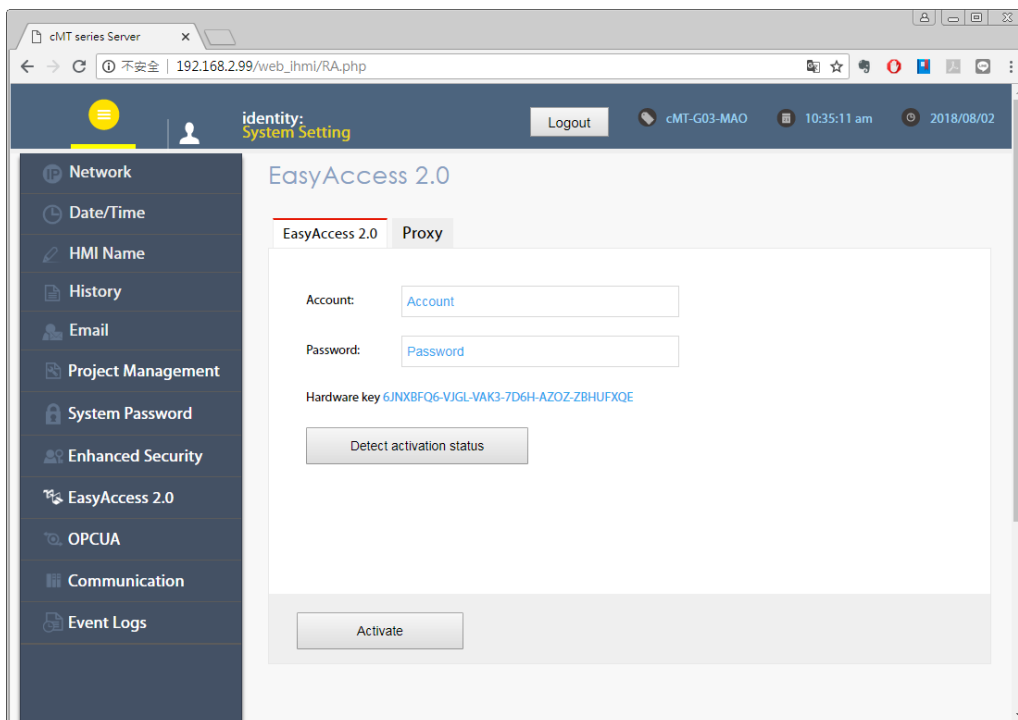 cMT series Server
不安全 | 192.168.2.99/web_ihmi/RA.php
identity:
System Setting
Logout
cMT-G03-MAO
10:35:11 am
2018/08/02
Network
Date/Time
HMI Name
History
Email
Project Management
System Password
Enhanced Security
EasyAccess 2.0
OPCUA
Communication
Event Logs
EasyAccess 2.0
EasyAccess 2.0
Proxy
Account:
Account
Password:
Password
Hardware key 6JNXBFQ6-VJGL-VAK3-7D6H-AZOZ-ZBHUFXQE
Detect activation status
Activate